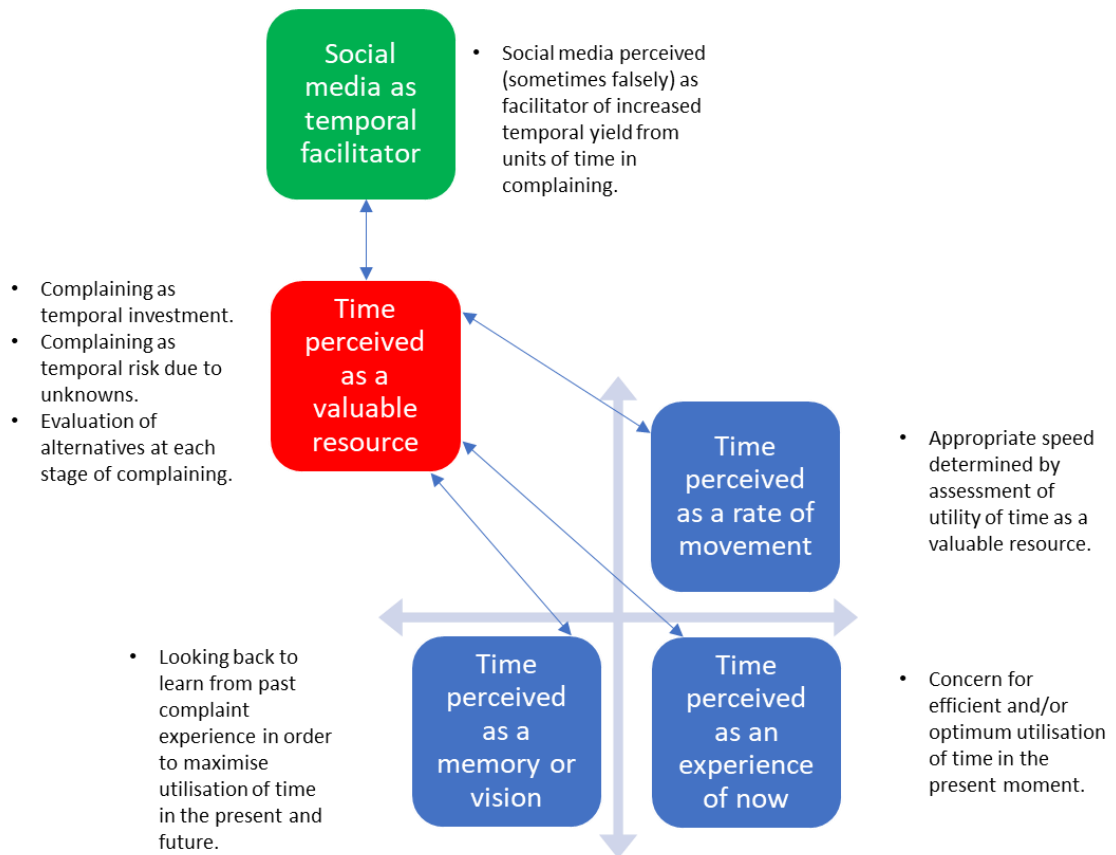 Social
media as
temporal
facilitator
• Social media perceived
(sometimes falsely) as
facilitator of increased
temporal yield from
units of time in
complaining.
• Complaining as
temporal investment.
• Complaining as
temporal risk due to
unknowns.
• Evaluation of
alternatives at each
stage of complaining.
Time
perceived
as a
valuable
resource
Time
perceived
as a rate of
movement
• Appropriate speed
determined by
assessment of
utility of time as a
valuable resource.
• Looking back to
learn from past
complaint
experience in order
to maximise
utilisation of time
in the present and
future.
Time
perceived
as a
memory or
vision
Time
perceived
as an
experience
of now
• Concern for
efficient and/or
optimum utilisation
of time in the
present moment.